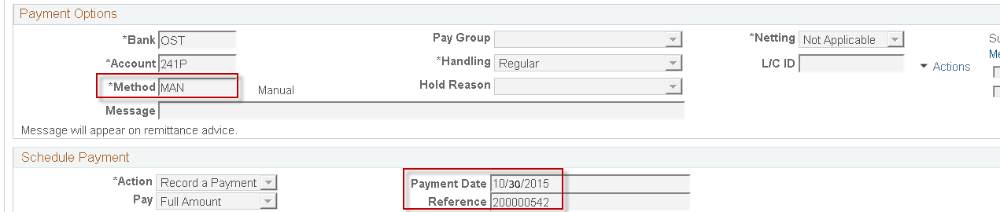 Payment Options
*Bank OST Pay Group *Netting Not Applicable Su
*Account 241P *Handling Regular L/C ID Actions Me
*Method MAN Manual Hold Reason
Message
Message will appear on remittance advice.
Schedule Payment
*Action Record a Payment Payment Date 10/30/2015
Pay Full Amount Reference 200000542